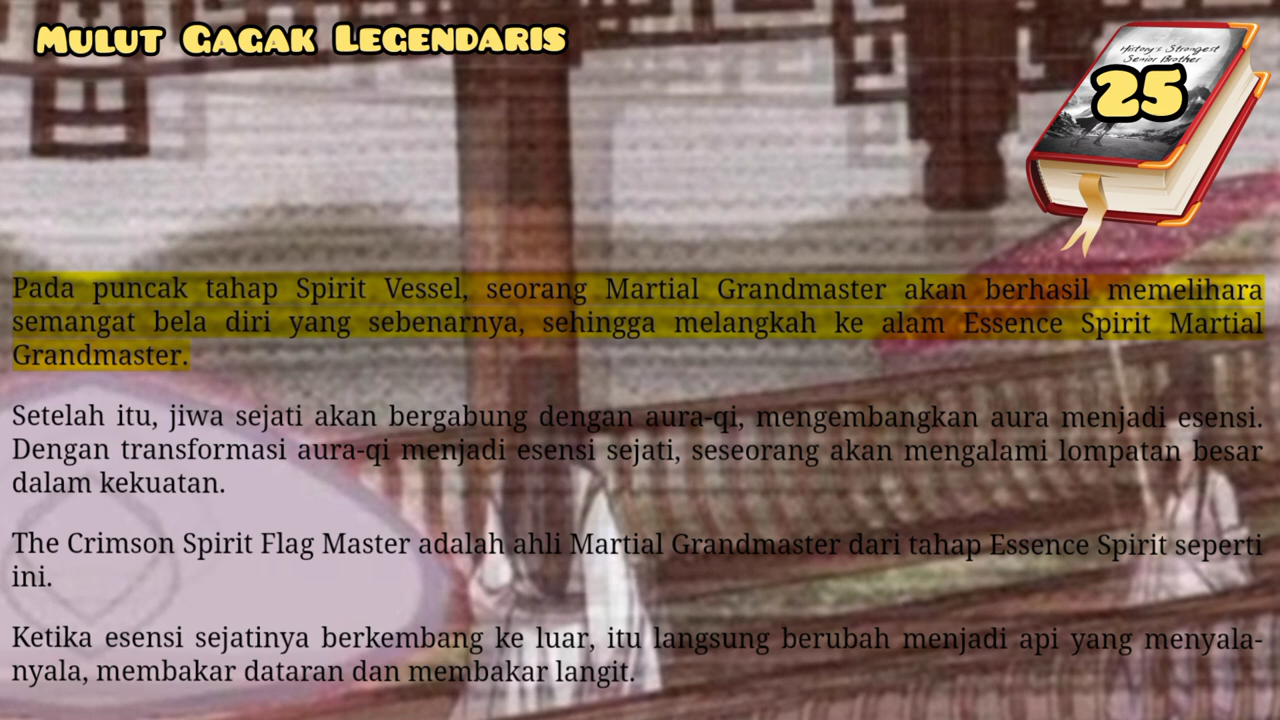 Mulut Gagak Legendaris
History's Strongest
Senior Brother
25
Pada puncak tahap Spirit Vessel, seorang Martial Grandmaster akan berhasil memelihara
semangat bela diri yang sebenarnya, sehingga melangkah ke alam Essence Spirit Martial
Grandmaster.
Setelah itu, jiwa sejati akan bergabung dengan aura-qi, mengembangkan aura menjadi esensi.
Dengan transformasi aura-qi menjadi esensi sejati, seseorang akan mengalami lompatan besar
dalam kekuatan.
The Crimson Spirit Flag Master adalah ahli Martial Grandmaster dari tahap Essence Spirit seperti
ini.
Ketika esensi sejatinya berkembang ke luar, itu langsung berubah menjadi api yang menyala-
nyala, membakar dataran dan membakar langit.